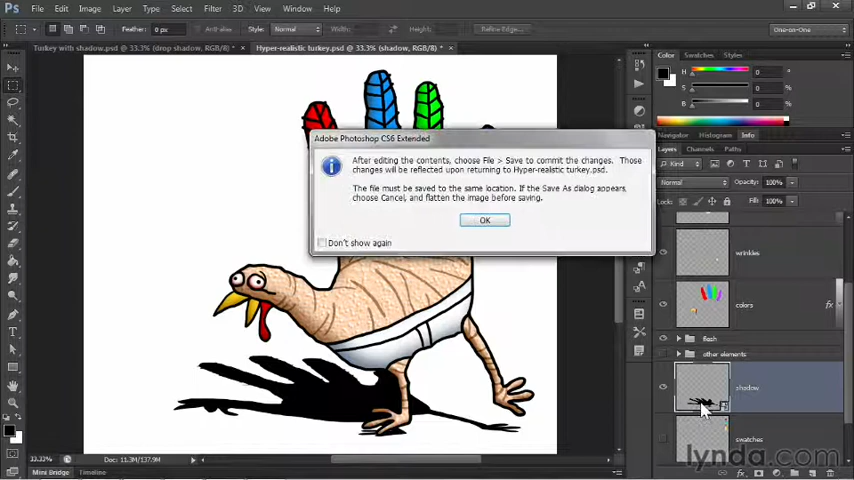 Ps File Edit Image Layer Type Select Filter 3D View Window Help
Feather: 0 px Anti-alias Style: Normal Width: Height: Refine Edge... One-on-One
Turkey with shadow.psd @ 33.3% (drop shadow, RGB/8) * × Hyper-realistic turkey.psd @ 33.3% (shadow, RGB/8) * ×
Color Swatches Styles
H 0 °
S 0 %
B 0 %
Navigator Histogram Info
Layers Channels Paths
Kind
Normal Opacity: 100%
Lock: Fill: 100%
Adobe Photoshop CS6 Extended
After editing the contents, choose File > Save to commit the changes. Those
changes will be reflected upon returning to Hyper-realistic turkey.psd.
The file must be saved to the same location. If the Save As dialog appears,
choose Cancel, and flatten the image before saving.
OK
Don't show again
wrinkles
colors fx
flesh
other elements
shadow
swatches
33.33% Doc: 11.3M/137.9M
Mini Bridge Timeline
lynda.com